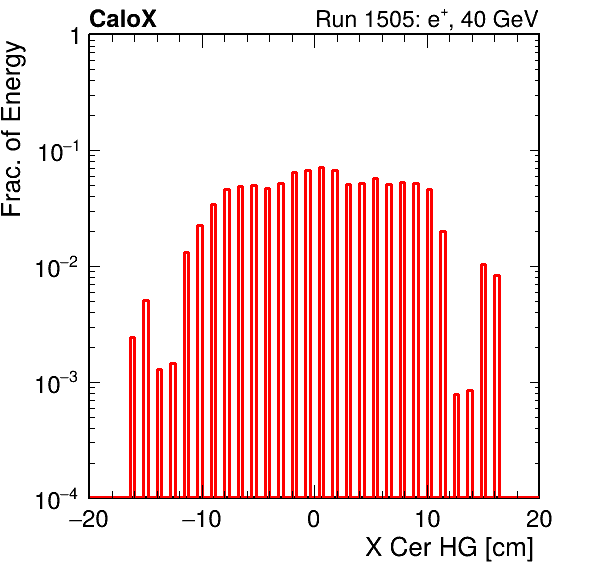 CaloX Run 1505: e⁺, 40 GeV
Frac. of Energy
1
10⁻¹
10⁻²
10⁻³
10⁻⁴
−20 −10 0 10 20
X Cer HG [cm]